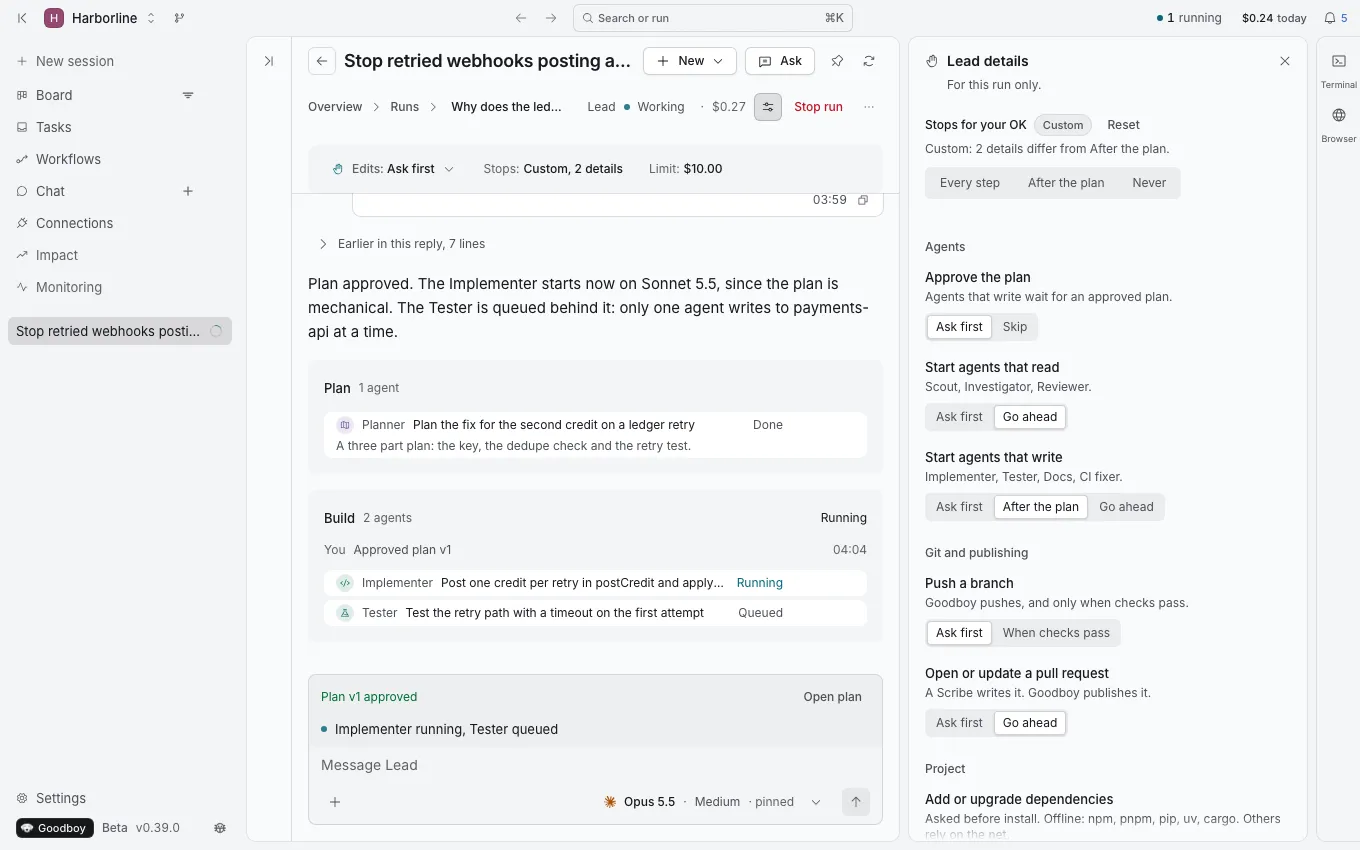 H Harborline
Search or run ⌘K
1 running $0.24 today 5
New session
Board
Tasks
Workflows
Chat
Connections
Impact
Monitoring
Stop retried webhooks posti...
Settings
Goodboy Beta v0.39.0
Stop retried webhooks posting a...
New
Ask
Overview Runs Why does the led...
Lead Working · $0.27
Stop run
...
Edits: Ask first
Stops: Custom, 2 details
Limit: $10.00
03:59
Earlier in this reply, 7 lines
Plan approved. The Implementer starts now on Sonnet 5.5, since the plan is
mechanical. The Tester is queued behind it: only one agent writes to payments-
api at a time.
Plan 1 agent
Planner Plan the fix for the second credit on a ledger retry Done
A three part plan: the key, the dedupe check and the retry test.
Build 2 agents Running
You Approved plan v1 04:04
Implementer Post one credit per retry in postCredit and apply... Running
Tester Test the retry path with a timeout on the first attempt Queued
Plan v1 approved Open plan
Implementer running, Tester queued
Message Lead
Opus 5.5 · Medium · pinned
Lead details
For this run only.
Stops for your OK Custom Reset
Custom: 2 details differ from After the plan.
Every step After the plan Never
Agents
Approve the plan
Agents that write wait for an approved plan.
Ask first Skip
Start agents that read
Scout, Investigator, Reviewer.
Ask first Go ahead
Start agents that write
Implementer, Tester, Docs, CI fixer.
Ask first After the plan Go ahead
Git and publishing
Push a branch
Goodboy pushes, and only when checks pass.
Ask first When checks pass
Open or update a pull request
A Scribe writes it. Goodboy publishes it.
Ask first Go ahead
Project
Add or upgrade dependencies
Asked before install. Offline: npm, pnpm, pip, uv, cargo. Others
rely on the net.
Terminal
Browser